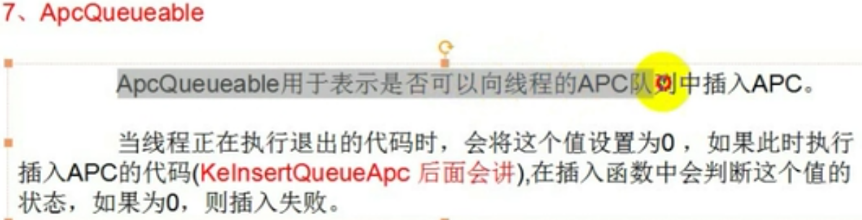 7、ApcQueueable
ApcQueueable用于表示是否可以向线程的APC队列中插入APC。
当线程正在执行退出的代码时，会将这个值设置为0 ，如果此时执行
插入APC的代码(KeInsertQueueApc 后面会讲),在插入函数中会判断这个值的
状态，如果为0，则插入失败。